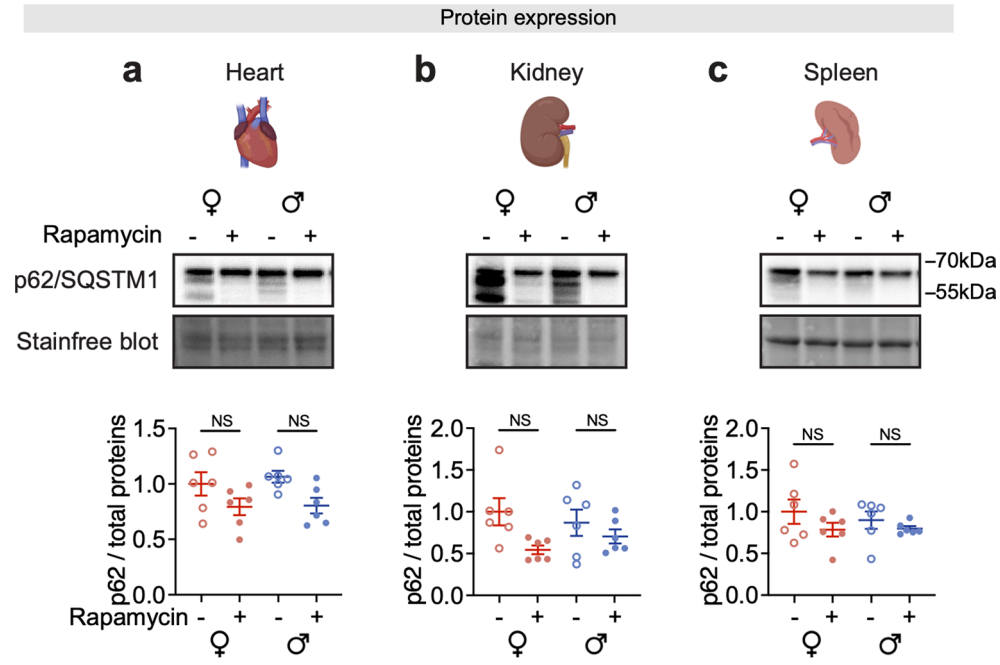 Protein expression
a Heart b Kidney c Spleen
♀ ♂ ♀ ♂ ♀ ♂
Rapamycin - + - + - + - + - + - +
p62/SQSTM1 –70kDa
–55kDa
Stainfree blot
p62 / total proteins
1.5
1.0
0.5
0.0
NS NS
p62 / total proteins
2.0
1.5
1.0
0.5
0.0
NS NS
p62 / total proteins
2.0
1.5
1.0
0.5
0.0
NS NS
Rapamycin - + - + - + - + - + - +
♀ ♂ ♀ ♂ ♀ ♂